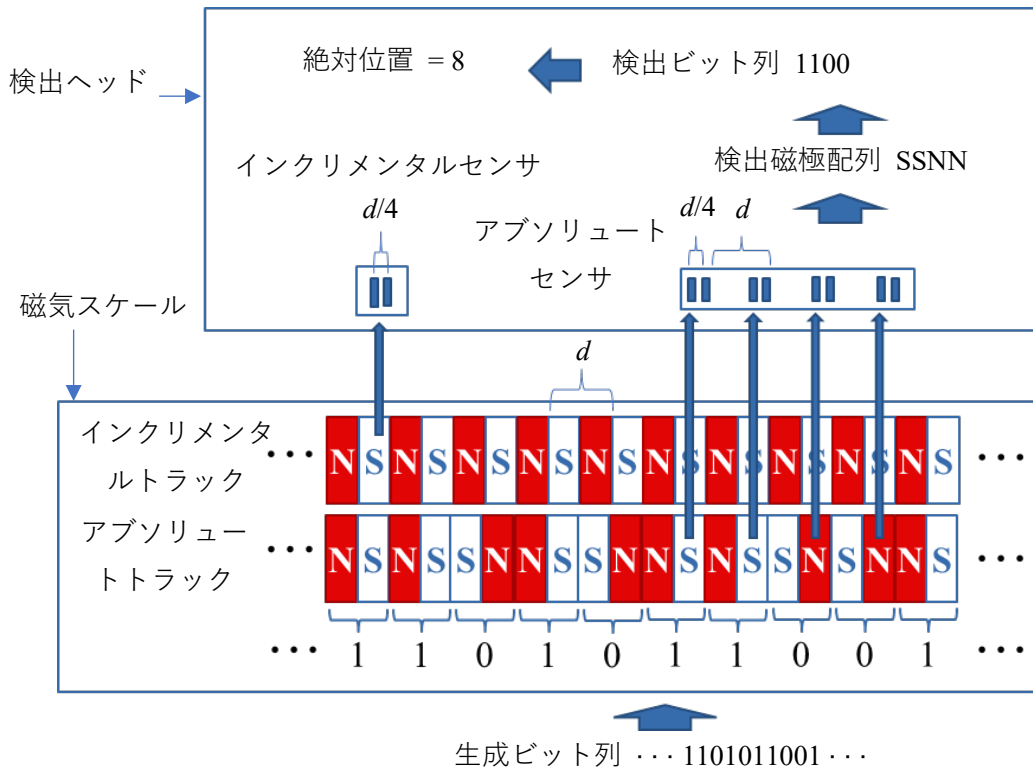 絶対位置 = 8
検出ビット列 1100
検出ヘッド
検出磁極配列 SSNN
インクリメンタルセンサ
d/4
d/4
d
アブソリュート
センサ
磁気スケール
d
インクリメンタ
ルトラック
··· N S N S N S N S N S N S N S N S N S N S ···
アブソリュー
トトラック
··· N S N S S N N S S N N S N S S N S N N S ···
··· 1 1 0 1 0 1 1 0 0 1 ···
生成ビット列 ··· 1101011001 ···